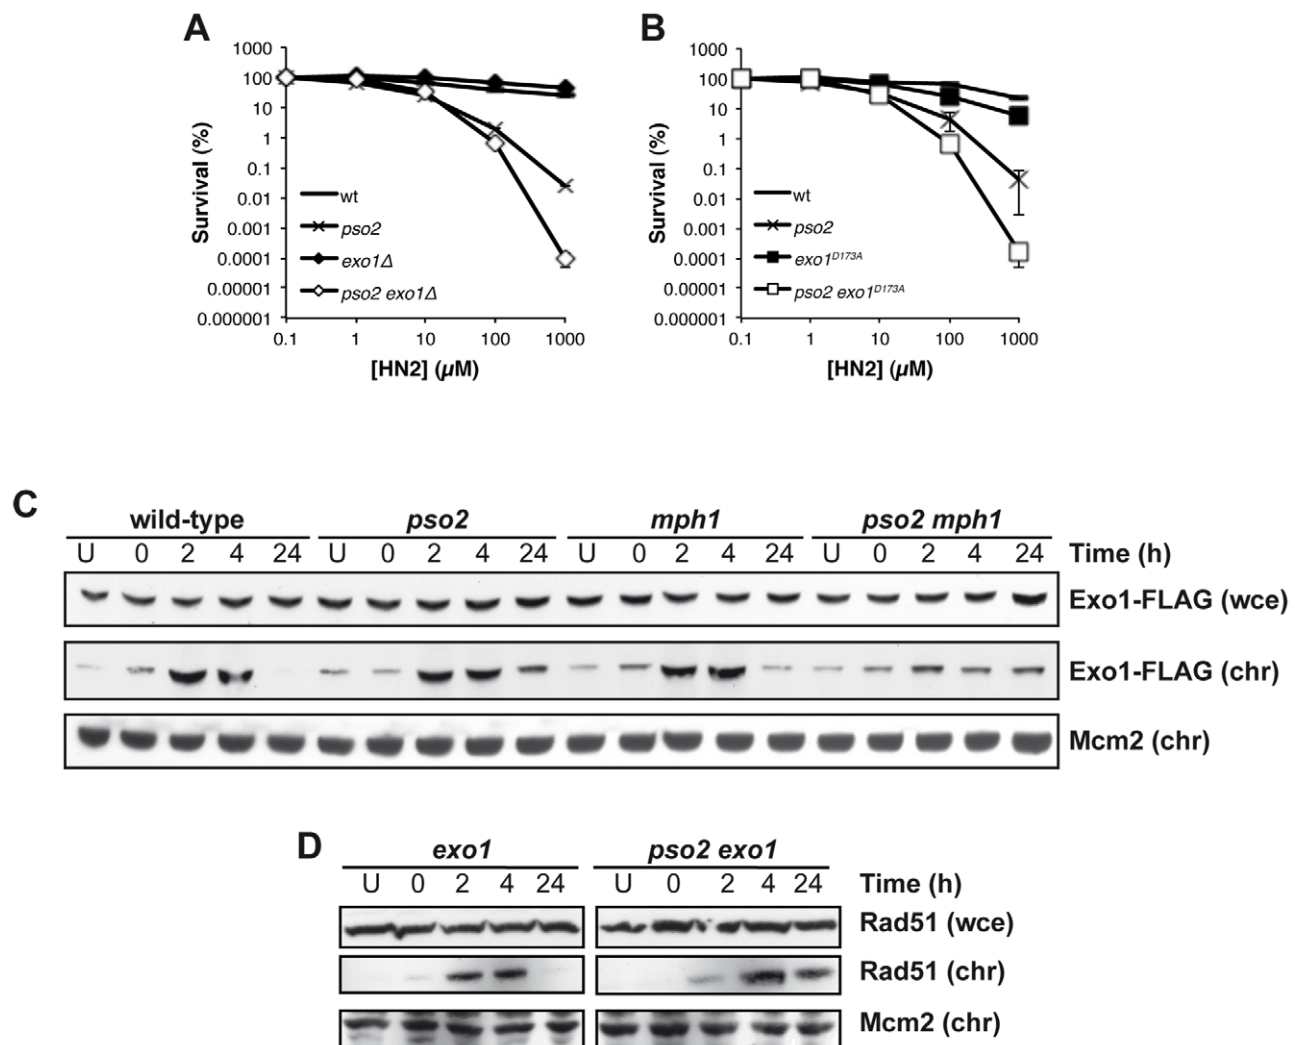 A
1000
100
10
1
0.1
0.01
0.001
0.0001
0.00001
0.000001
Survival (%)
wt
pso2
exo1Δ
pso2 exo1Δ
0.1 1 10 100 1000
[HN2] (µM)
B
1000
100
10
1
0.1
0.01
0.001
0.0001
0.00001
0.000001
Survival (%)
wt
pso2
exo1D173A
pso2 exo1D173A
0.1 1 10 100 1000
[HN2] (µM)
C
wild-type pso2 mph1 pso2 mph1
U 0 2 4 24 U 0 2 4 24 U 0 2 4 24 U 0 2 4 24 Time (h)
Exo1-FLAG (wce)
Exo1-FLAG (chr)
Mcm2 (chr)
D
exo1 pso2 exo1
U 0 2 4 24 U 0 2 4 24 Time (h)
Rad51 (wce)
Rad51 (chr)
Mcm2 (chr)